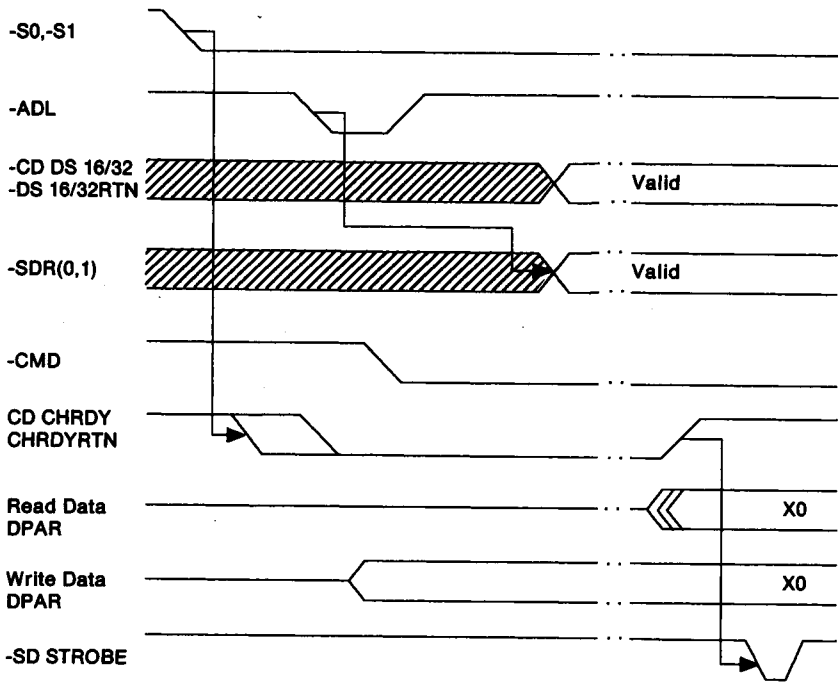 -S0,-S1
-ADL
-CD DS 16/32
-DS 16/32RTN
Valid
-SDR(0,1)
Valid
-CMD
CD CHRDY
CHRDYRTN
Read Data
DPAR
X0
Write Data
DPAR
X0
-SD STROBE